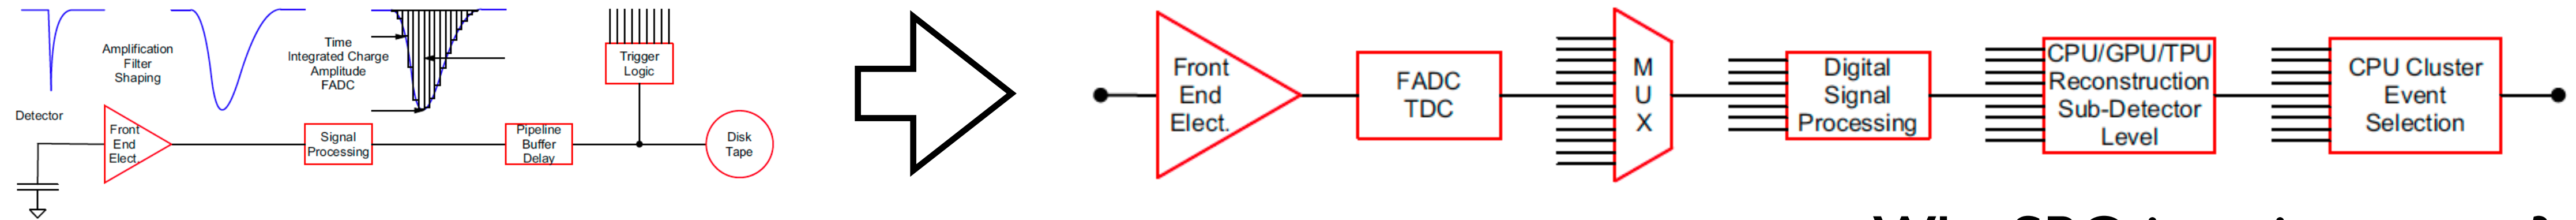 Amplification
Filter
Shaping
Time
Integrated Charge
Amplitude
FADC
Trigger
Logic
Detector
Front
End
Elect.
Signal
Processing
Pipeline
Buffer
Delay
Disk
Tape
Front
End
Elect.
FADC
TDC
M
U
X
Digital
Signal
Processing
CPU/GPU/TPU
Reconstruction
Sub-Detector
Level
CPU Cluster
Event
Selection